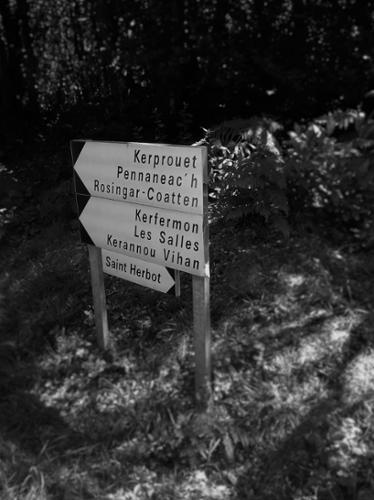 Kerprouet
Pennaneac'h
Rosingar-Coatten
Kerfermon
Les Salles
Kerannou Vihan
Saint Herbot